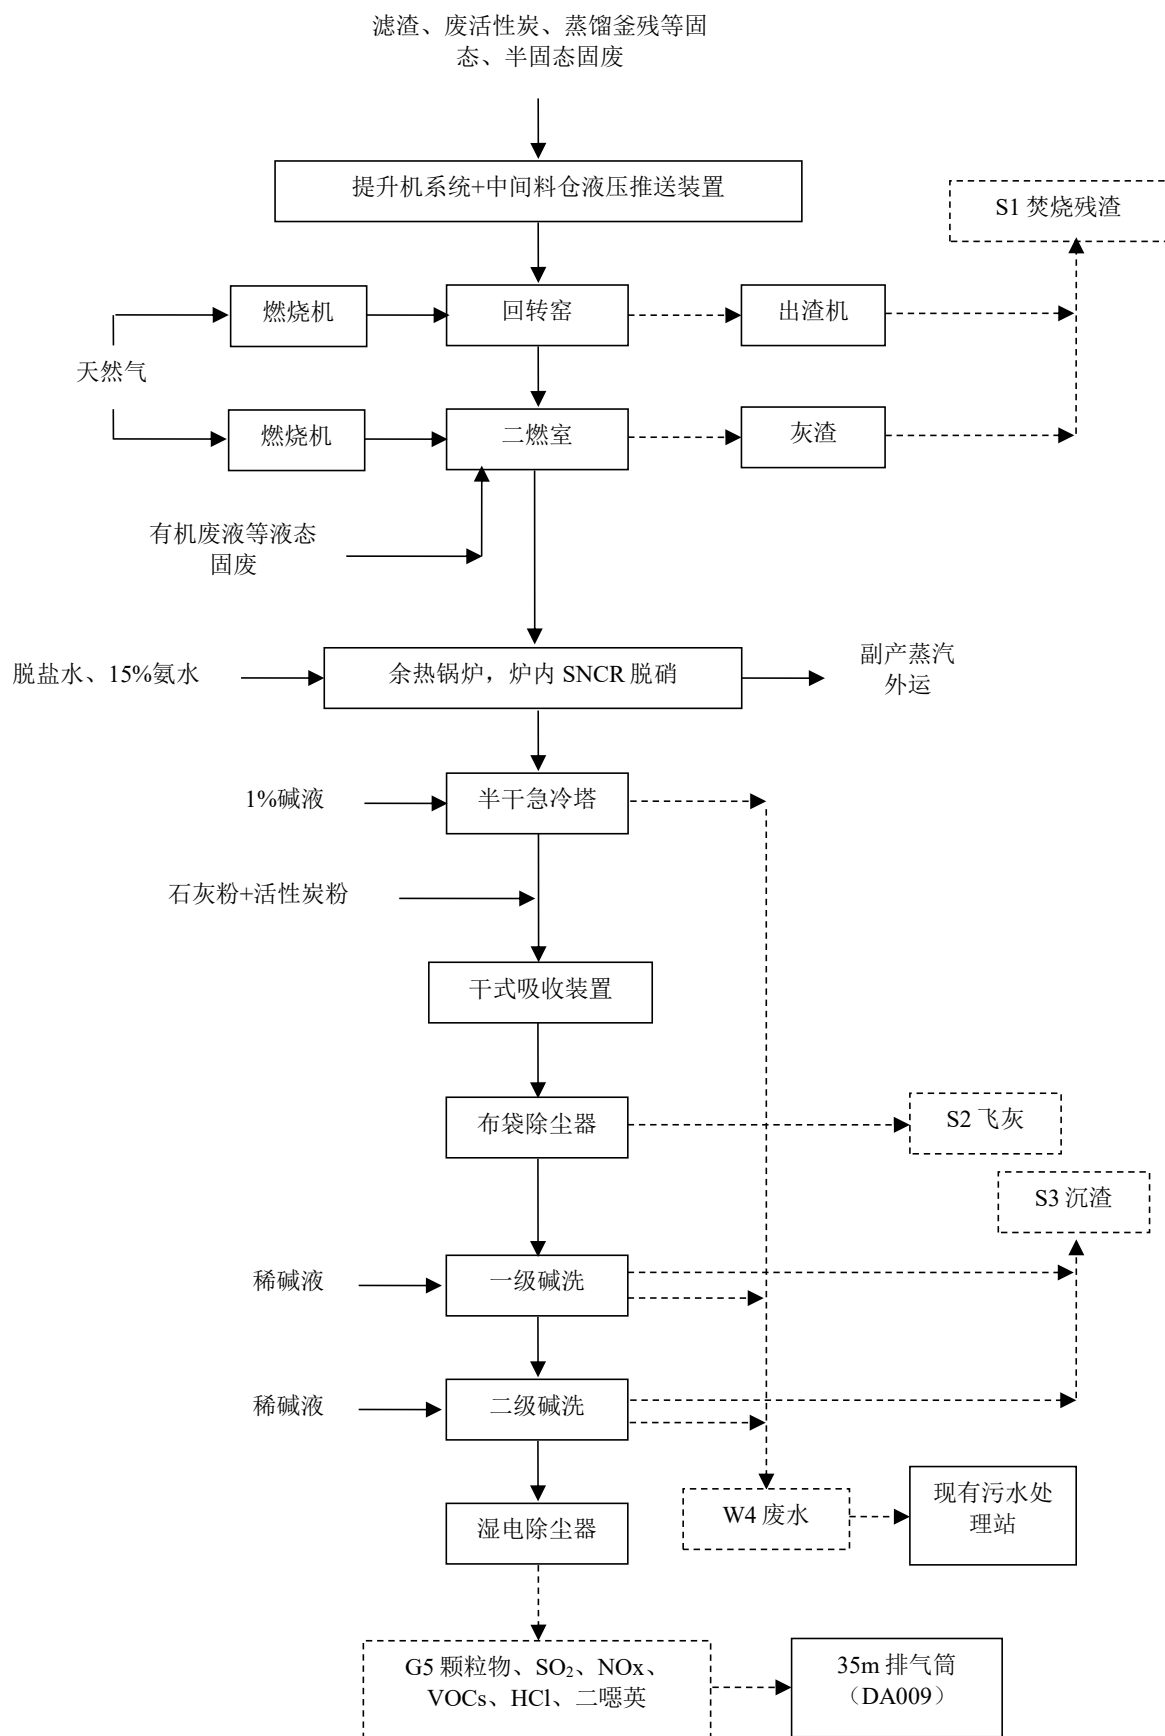 滤渣、废活性炭、蒸馏釜残等固
态、半固态固废
提升机系统+中间料仓液压推送装置
S1 焚烧残渣
燃烧机
回转窑
出渣机
天然气
燃烧机
二燃室
灰渣
有机废液等液态
固废
脱盐水、15%氨水
余热锅炉，炉内 SNCR 脱硝
副产蒸汽
外运
1%碱液
半干急冷塔
石灰粉+活性炭粉
干式吸收装置
布袋除尘器
S2 飞灰
S3 沉渣
稀碱液
一级碱洗
稀碱液
二级碱洗
湿电除尘器
W4 废水
现有污水处
理站
G5 颗粒物、SO₂、NOx、
VOCs、HCl、二噁英
35m 排气筒
（DA009）